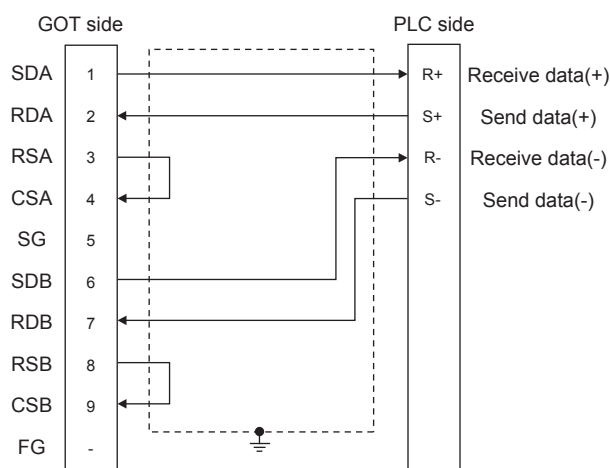 GOT side PLC side
SDA 1 R+ Receive data(+)
RDA 2 S+ Send data(+)
RSA 3 R- Receive data(-)
CSA 4 S- Send data(-)
SG 5
SDB 6
RDB 7
RSB 8
CSB 9
FG -